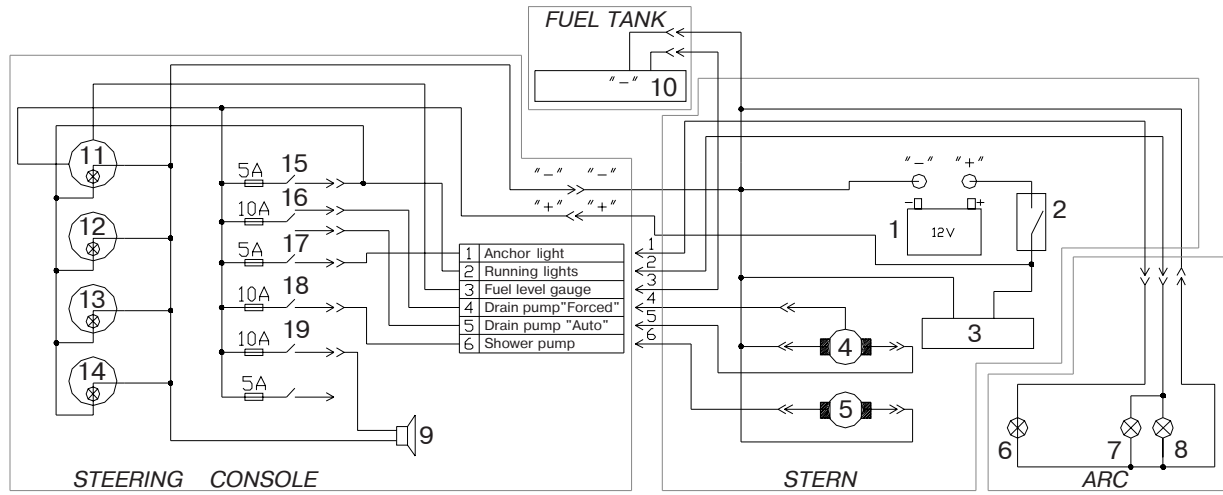 FUEL TANK
"-" 10
11
12
13
14
5A 15
10A 16
5A 17
10A 18
10A 19
5A
9
"-" "-"
"+" "+"
1 Anchor light
2 Running lights
3 Fuel level gauge
4 Drain pump"Forced"
5 Drain pump "Auto"
6 Shower pump
1
2
3
4
5
6
"-" "+"
- +
1 12V
2
3
4
5
6 7 8
STEERING CONSOLE
STERN
ARC